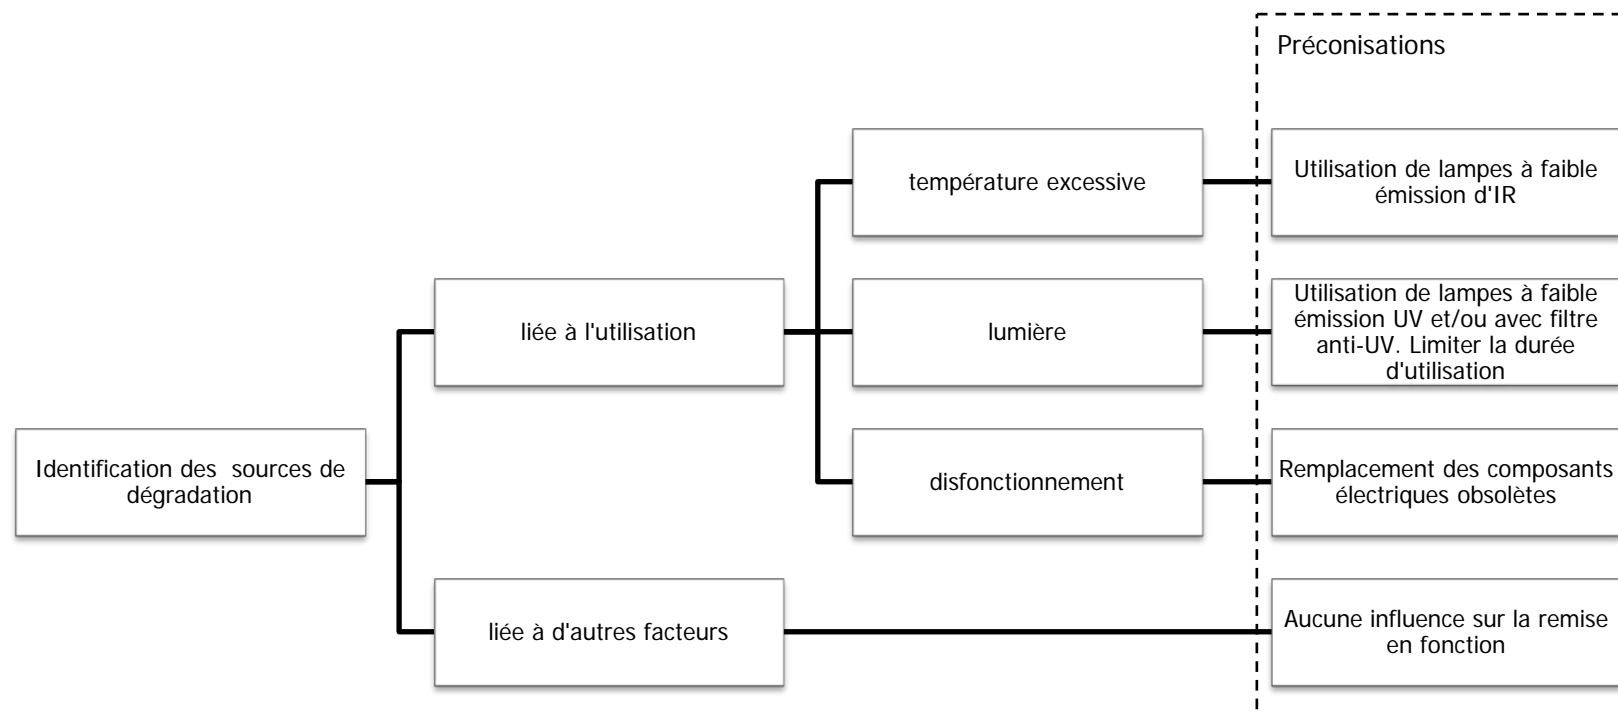 Préconisations
température excessive
Utilisation de lampes à faible
émission d'IR
liée à l'utilisation
lumière
Utilisation de lampes à faible
émission UV et/ou avec filtre
anti-UV. Limiter la durée
d'utilisation
Identification des  sources de
dégradation
disfonctionnement
Remplacement des composants
électriques obsolètes
liée à d'autres facteurs
Aucune influence sur la remise
en fonction